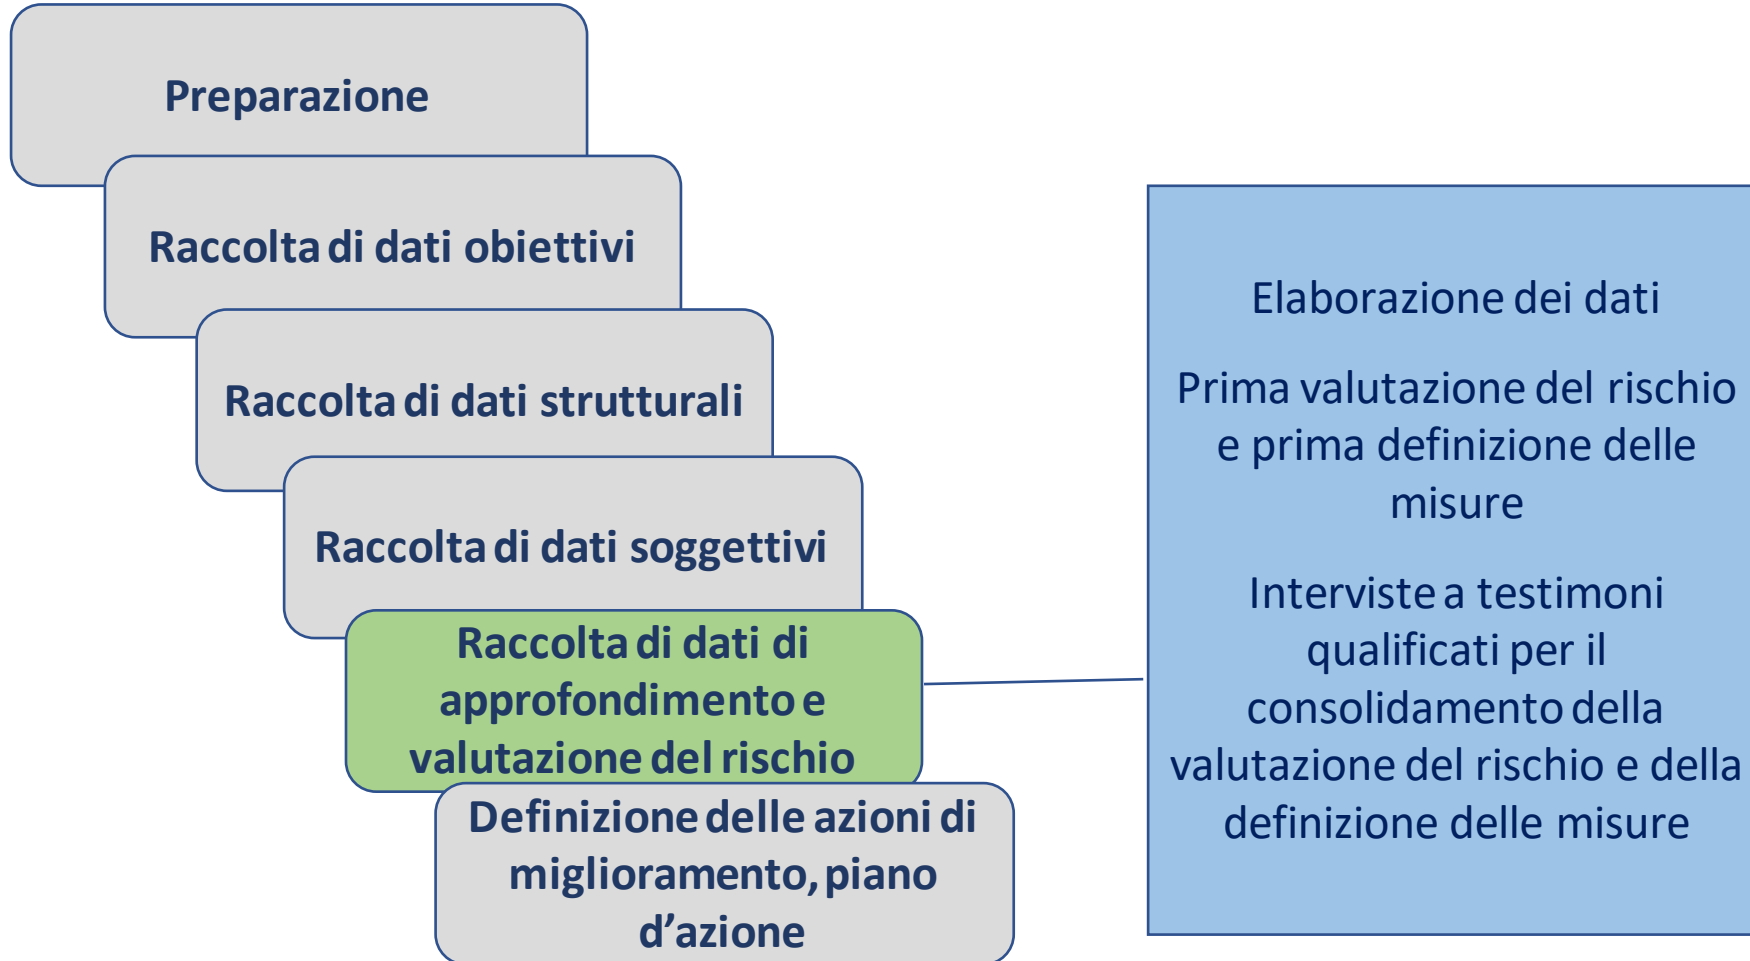 Preparazione
Raccolta di dati obiettivi
Raccolta di dati strutturali
Raccolta di dati soggettivi
Raccolta di dati di
approfondimento e
valutazione del rischio
Definizione delle azioni di
miglioramento, piano
d’azione
Elaborazione dei dati
Prima valutazione del rischio
e prima definizione delle
misure
Interviste a testimoni
qualificati per il
consolidamento della
valutazione del rischio e della
definizione delle misure